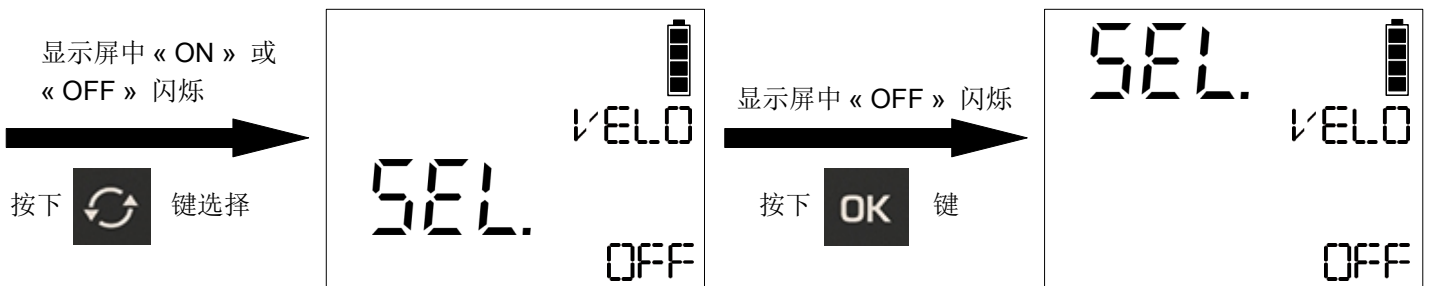 显示屏中 « ON » 或
« OFF » 闪烁
按下 键选择
VELO
SEL.
OFF
显示屏中 « OFF » 闪烁
按下 OK 键
SEL.
VELO
OFF